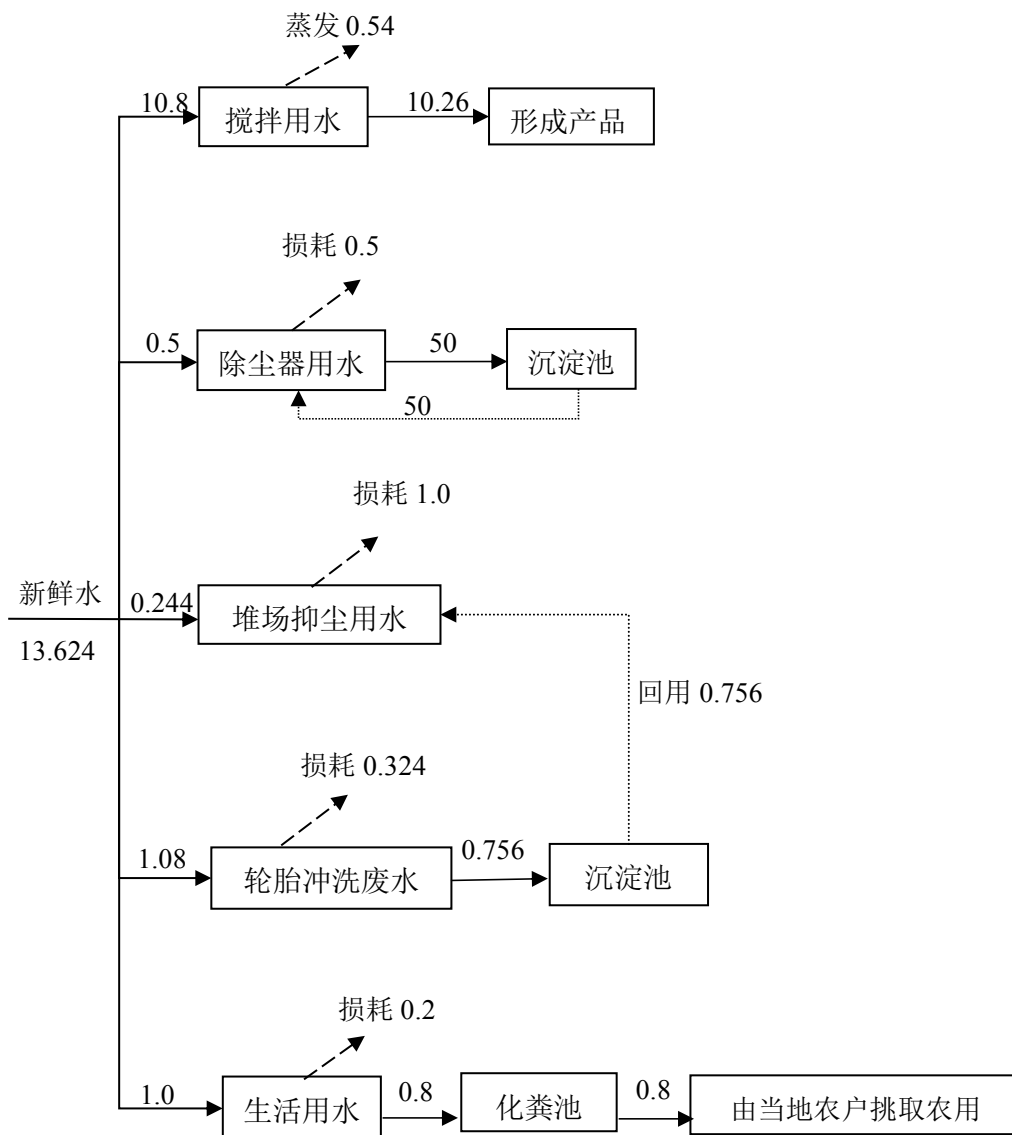 蒸发 0.54
10.8
搅拌用水
10.26
形成产品
损耗 0.5
0.5
除尘器用水
50
沉淀池
50
损耗 1.0
新鲜水
13.624
0.244
堆场抑尘用水
回用 0.756
损耗 0.324
1.08
轮胎冲洗废水
0.756
沉淀池
损耗 0.2
1.0
生活用水
0.8
化粪池
0.8
由当地农户挑取农用